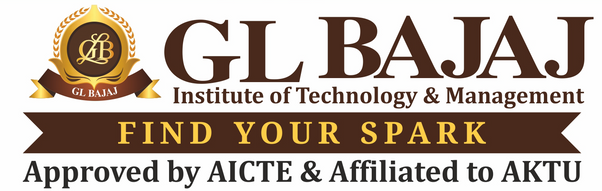 GLB
GL BAJAJ
GL BAJAJ
Institute of Technology & Management
FIND YOUR SPARK
Approved by AICTE & Affiliated to AKTU